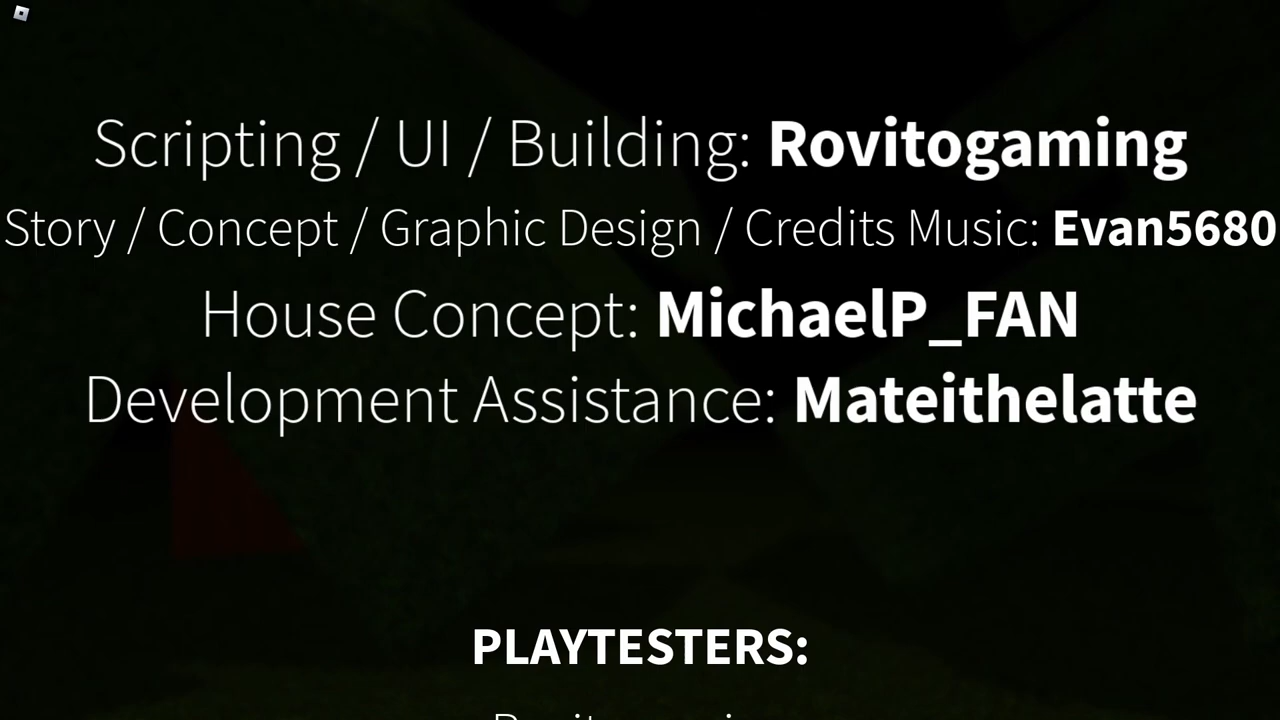 Scripting / UI / Building: Rovitogaming
Story / Concept / Graphic Design / Credits Music: Evan5680
House Concept: MichaelP_FAN
Development Assistance: Mateithelatte
PLAYTESTERS: